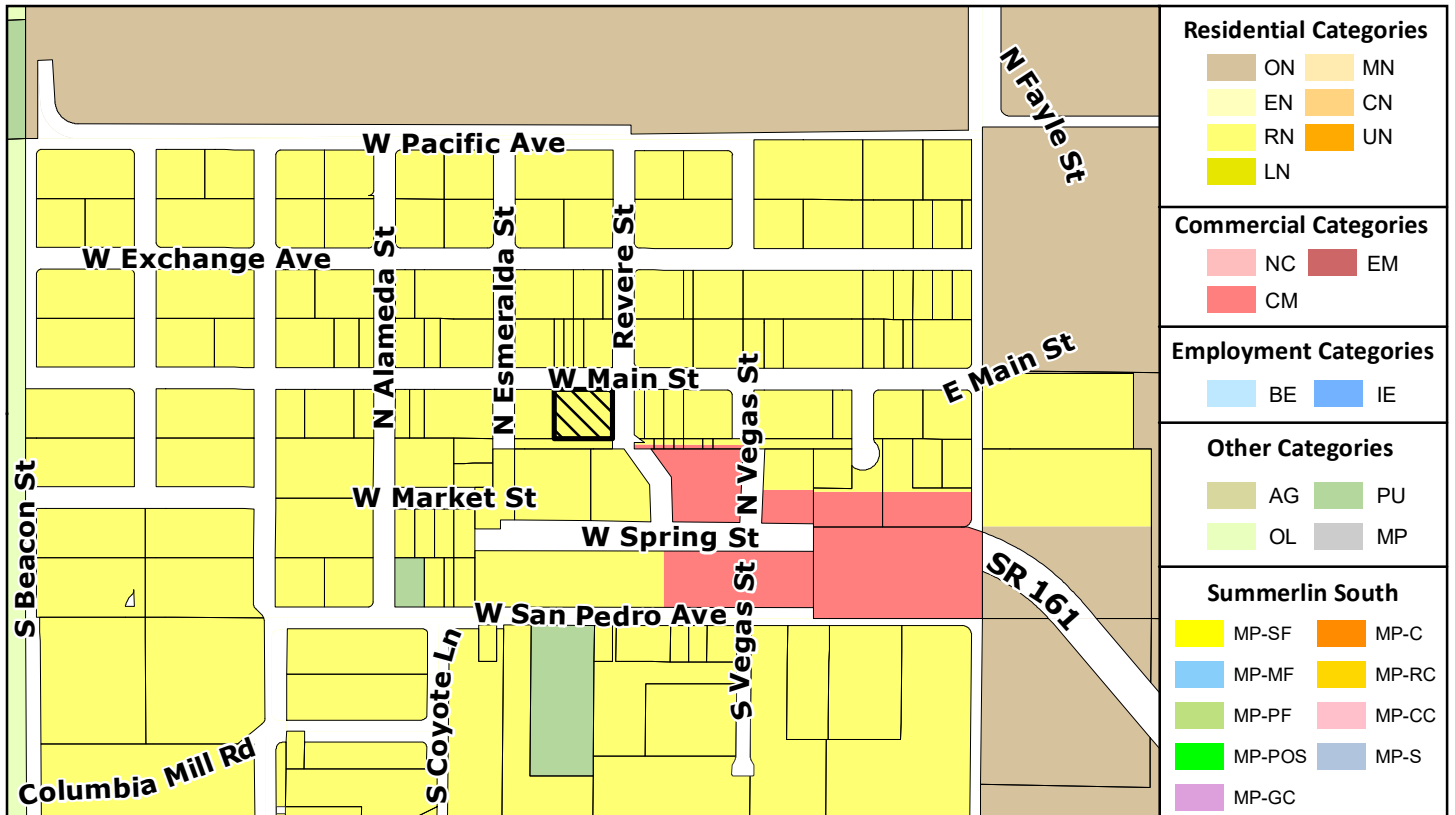 N Fayle St
W Pacific Ave
W Exchange Ave
N Alameda St
N Esmeralda St
Revere St
W Main St
E Main St
N Vegas St
S Beacon St
W Market St
W Spring St
SR 161
W San Pedro Ave
S Vegas St
S Coyote Ln
Columbia Mill Rd
Residential Categories
ON MN
EN CN
RN UN
LN
Commercial Categories
NC EM
CM
Employment Categories
BE IE
Other Categories
AG PU
OL MP
Summerlin South
MP-SF MP-C
MP-MF MP-RC
MP-PF MP-CC
MP-POS MP-S
MP-GC